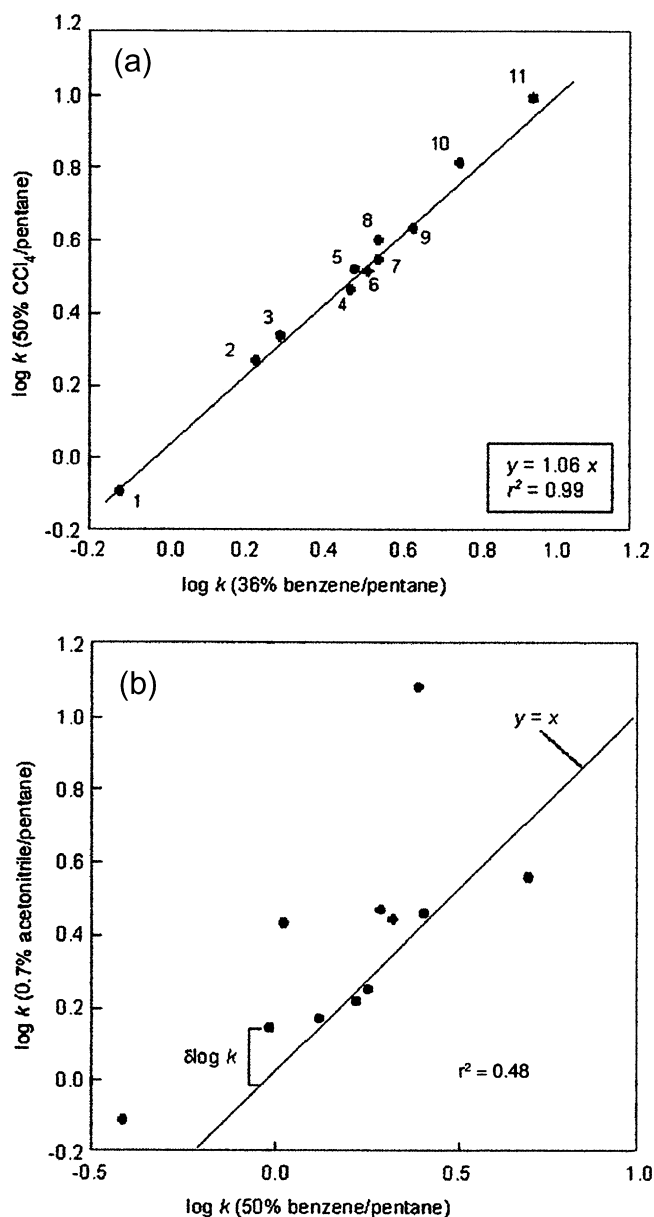 1.2
(a)
11
1.0
10
0.8
8
0.6
5
9
7
6
4
0.4
3
2
0.2
0.0
y = 1.06 x
r² = 0.99
1
-0.2
-0.2 0.0 0.2 0.4 0.6 0.8 1.0 1.2
log k (50% CCl₄/pentane)
log k (36% benzene/pentane)
1.2
(b)
1.0
y = x
0.8
0.6
0.4
0.2
δlog k
0.0
r² = 0.48
-0.2
-0.5 0.0 0.5 1.0
log k (0.7% acetonitrile/pentane)
log k (50% benzene/pentane)